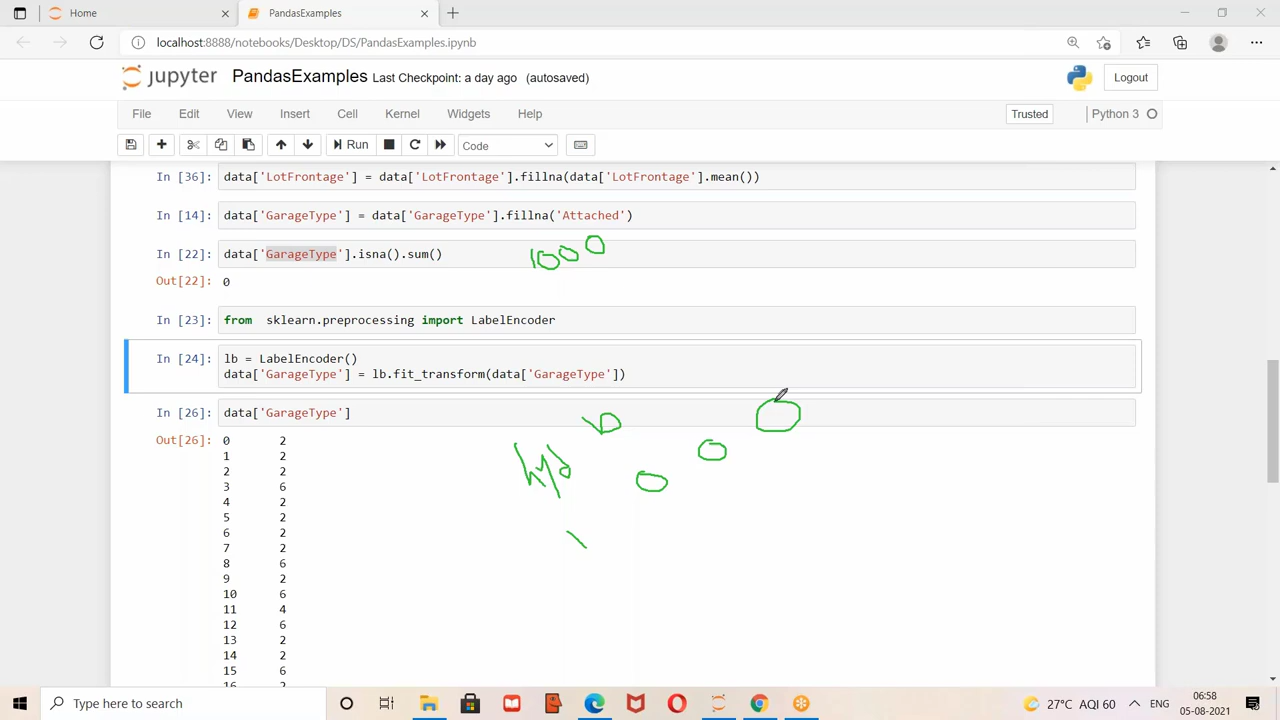 Home
PandasExamples
localhost:8888/notebooks/Desktop/DS/PandasExamples.ipynb
jupyter PandasExamples Last Checkpoint: a day ago (autosaved)
Logout
File Edit View Insert Cell Kernel Widgets Help
Trusted
Python 3
Run
Code
In [36]: data['LotFrontage'] = data['LotFrontage'].fillna(data['LotFrontage'].mean())
In [14]: data['GarageType'] = data['GarageType'].fillna('Attached')
In [22]: data['GarageType'].isna().sum()
1000
Out[22]: 0
In [23]: from sklearn.preprocessing import LabelEncoder
In [24]: lb = LabelEncoder()
data['GarageType'] = lb.fit_transform(data['GarageType'])
In [26]: data['GarageType']
Out[26]: 0 2
1 2
2 2
3 6
4 2
5 2
6 2
7 2
8 6
9 2
10 6
11 4
12 6
13 2
14 2
15 6
16 2
hyd
Type here to search
27°C AQI 60
ENG
06:58
05-08-2021